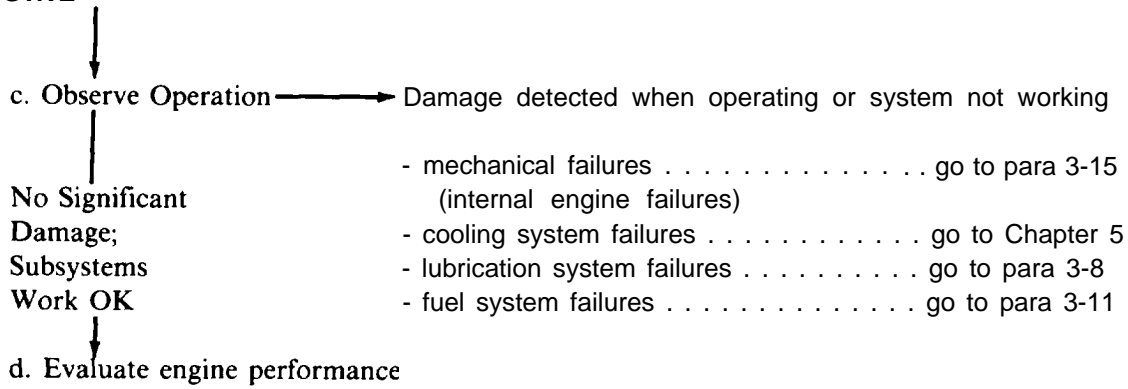 c. Observe Operation Damage detected when operating or system not working
- mechanical failures . . . . . . . . . . . . . . go to para 3-15
No Significant (internal engine failures)
Damage; - cooling system failures . . . . . . . . . . . . go to Chapter 5
Subsystems - lubrication system failures . . . . . . . . . . go to para 3-8
Work OK - fuel system failures . . . . . . . . . . . . . . go to para 3-11
d. Evaluate engine performance